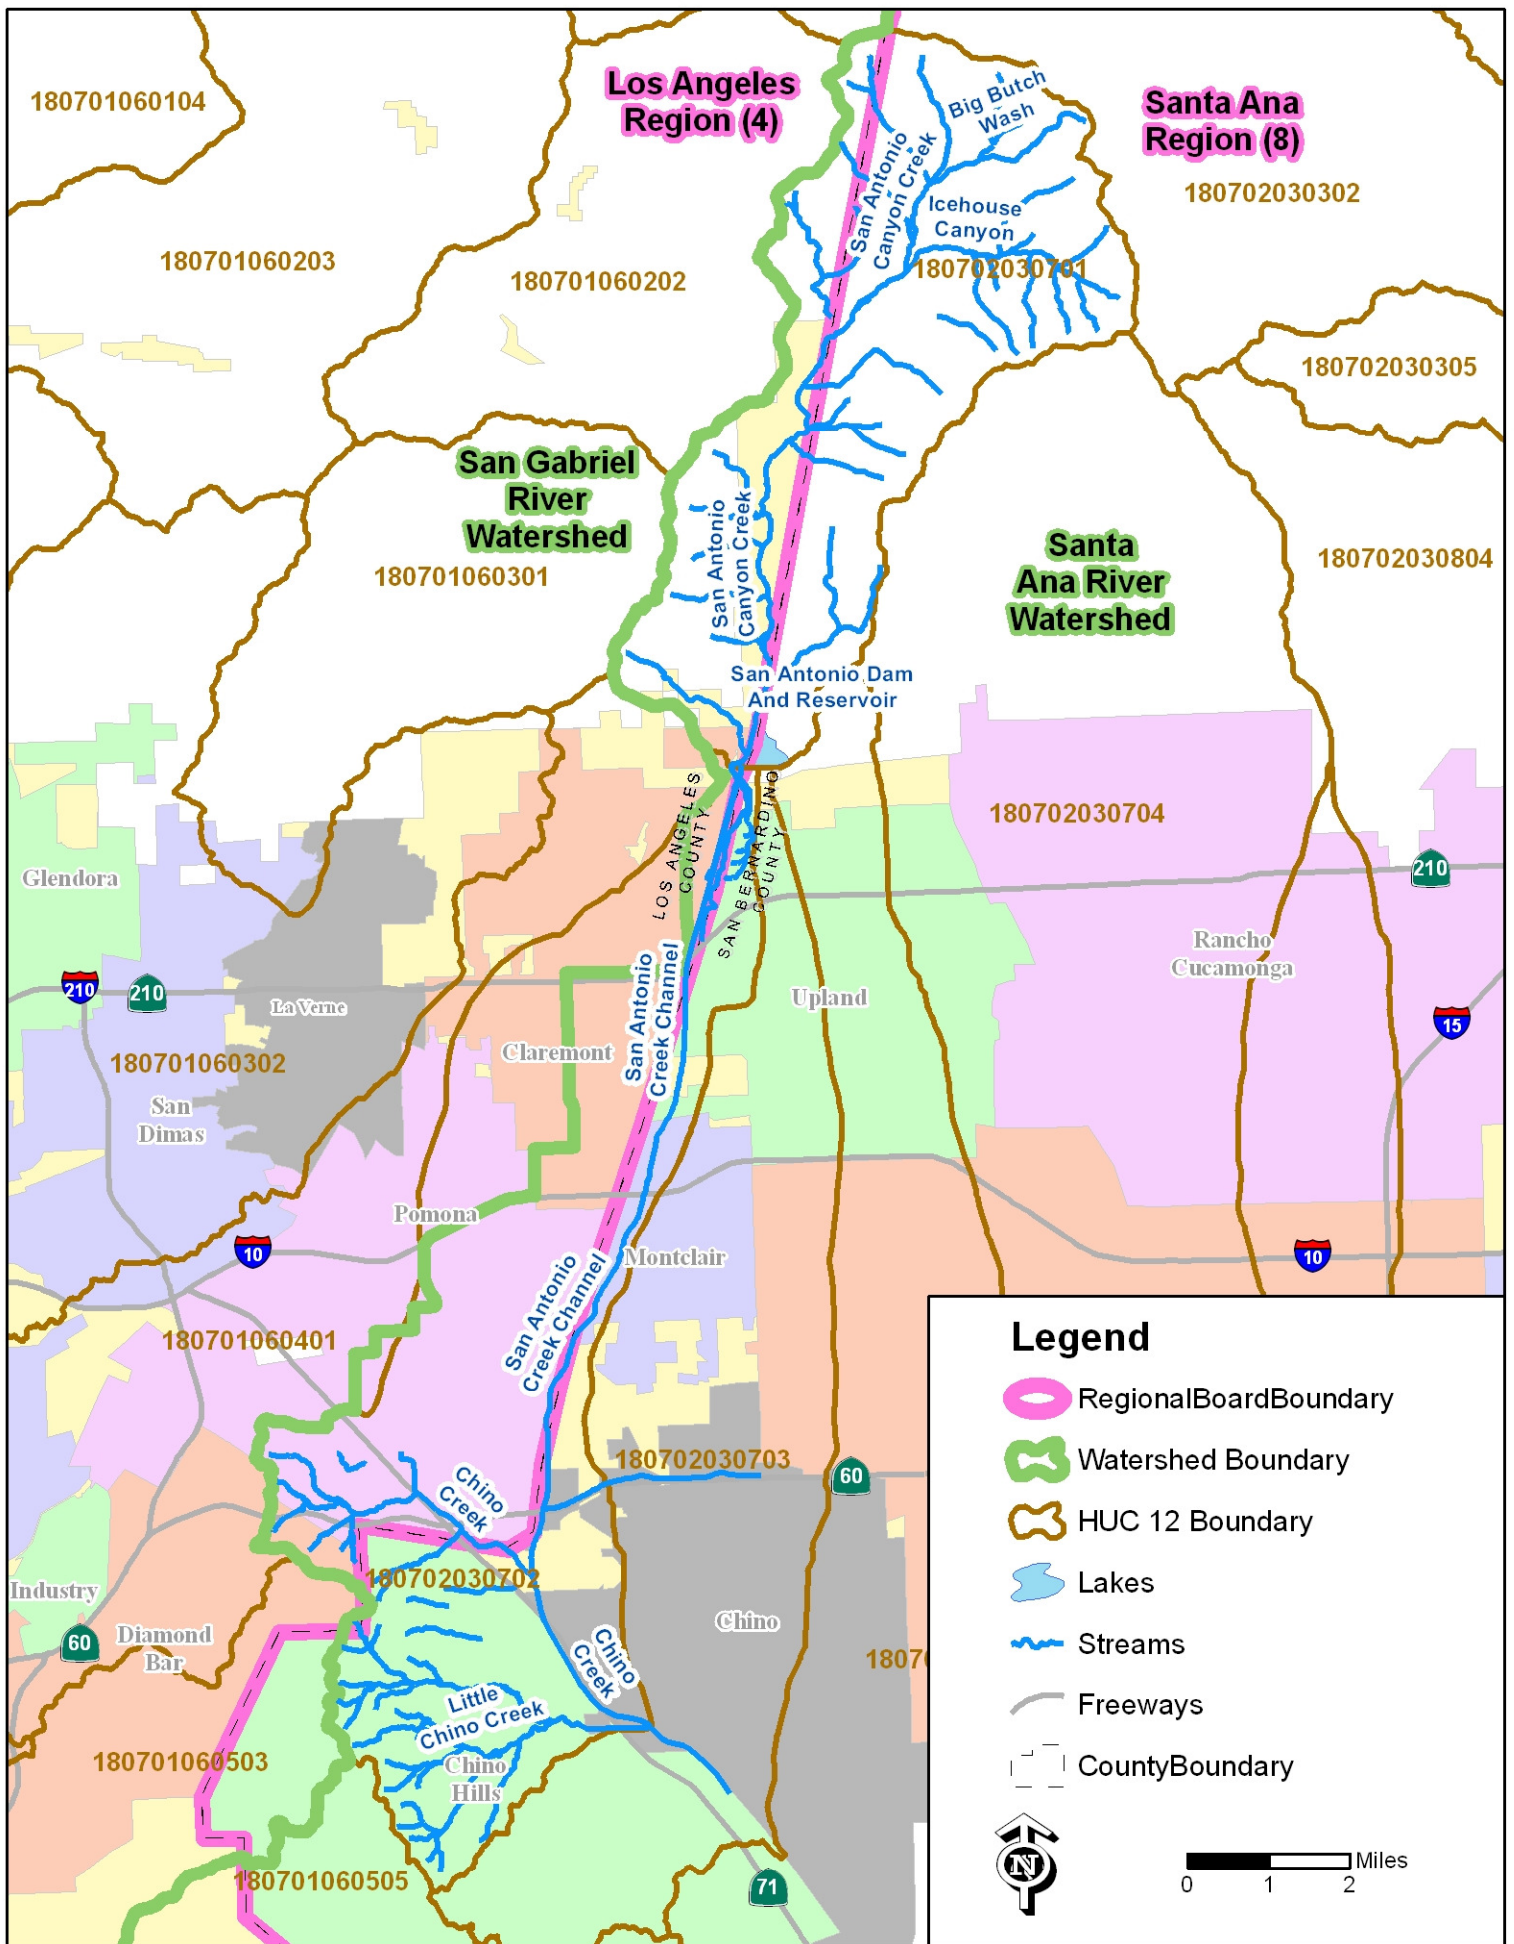 180701060104
Los Angeles
Region (4)
Santa Ana
Region (8)
Big Butch
Wash
San Antonio
Canyon Creek
Icehouse
Canyon
180702030302
180701060203
180701060202
180702030701
180702030305
San Gabriel
River
Watershed
180701060301
San Antonio
Canyon Creek
Santa
Ana River
Watershed
180702030804
San Antonio Dam
And Reservoir
LOS ANGELES
COUNTY
SAN BERNARDINO
COUNTY
180702030704
Glendora
210
Rancho
Cucamonga
210
210
La Verne
San Antonio
Creek Channel
Upland
15
180701060302
Claremont
San
Dimas
Pomona
10
Montclair
10
San Antonio
Creek Channel
180701060401
180702030703
60
Chino
Creek
180702030702
Industry
60
Diamond
Bar
Chino
Chino
Creek
1807
Little
Chino Creek
180701060503
Chino
Hills
180701060505
71
Legend
RegionalBoardBoundary
Watershed Boundary
HUC 12 Boundary
Lakes
Streams
Freeways
CountyBoundary
N
Miles
0 1 2